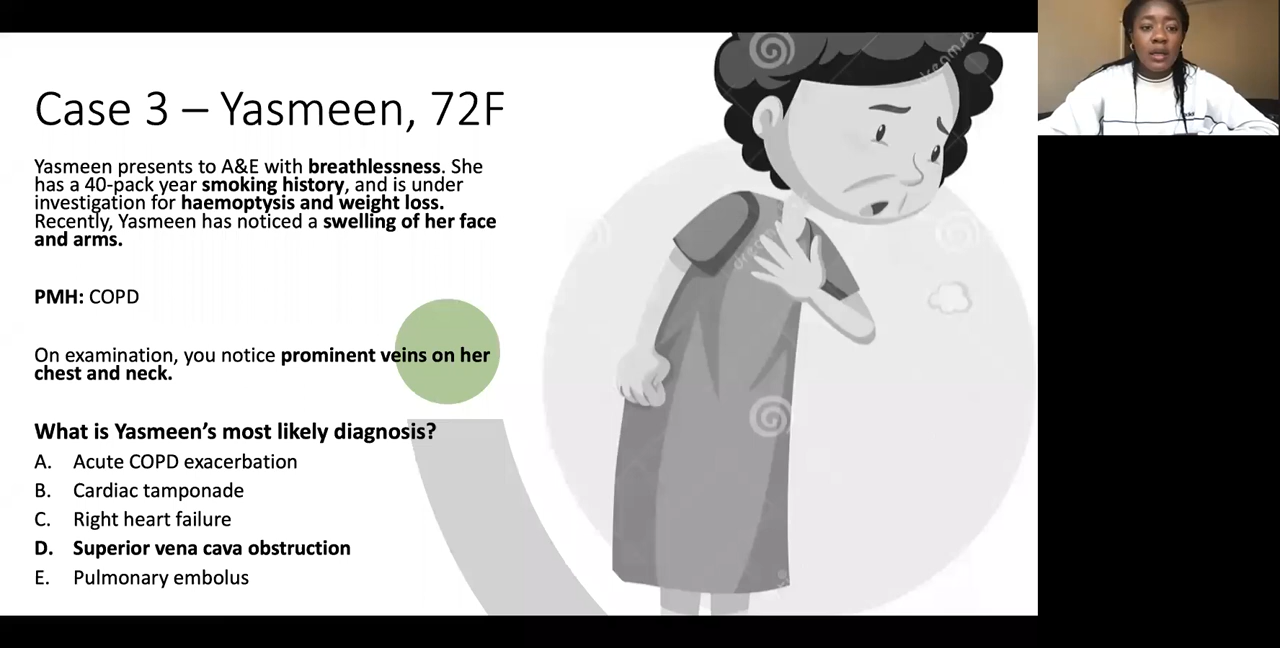 Case 3 – Yasmeen, 72F
Yasmeen presents to A&E with breathlessness. She
has a 40-pack year smoking history, and is under
investigation for haemoptysis and weight loss.
Recently, Yasmeen has noticed a swelling of her face
and arms.
PMH: COPD
On examination, you notice prominent veins on her
chest and neck.
What is Yasmeen’s most likely diagnosis?
A. Acute COPD exacerbation
B. Cardiac tamponade
C. Right heart failure
D. Superior vena cava obstruction
E. Pulmonary embolus